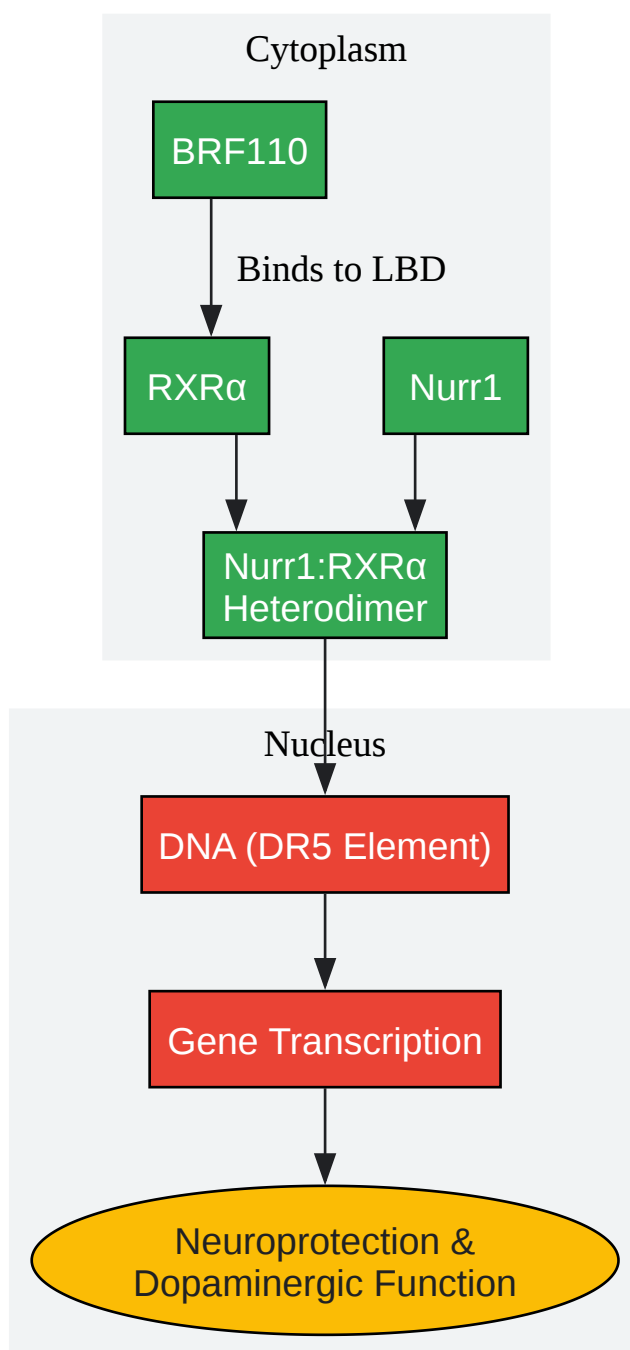 Cytoplasm
BRF110
Binds to LBD
RXRα
Nurr1
Nurr1:RXRα
Heterodimer
Nucleus
DNA (DR5 Element)
Gene Transcription
Neuroprotection &
Dopaminergic Function